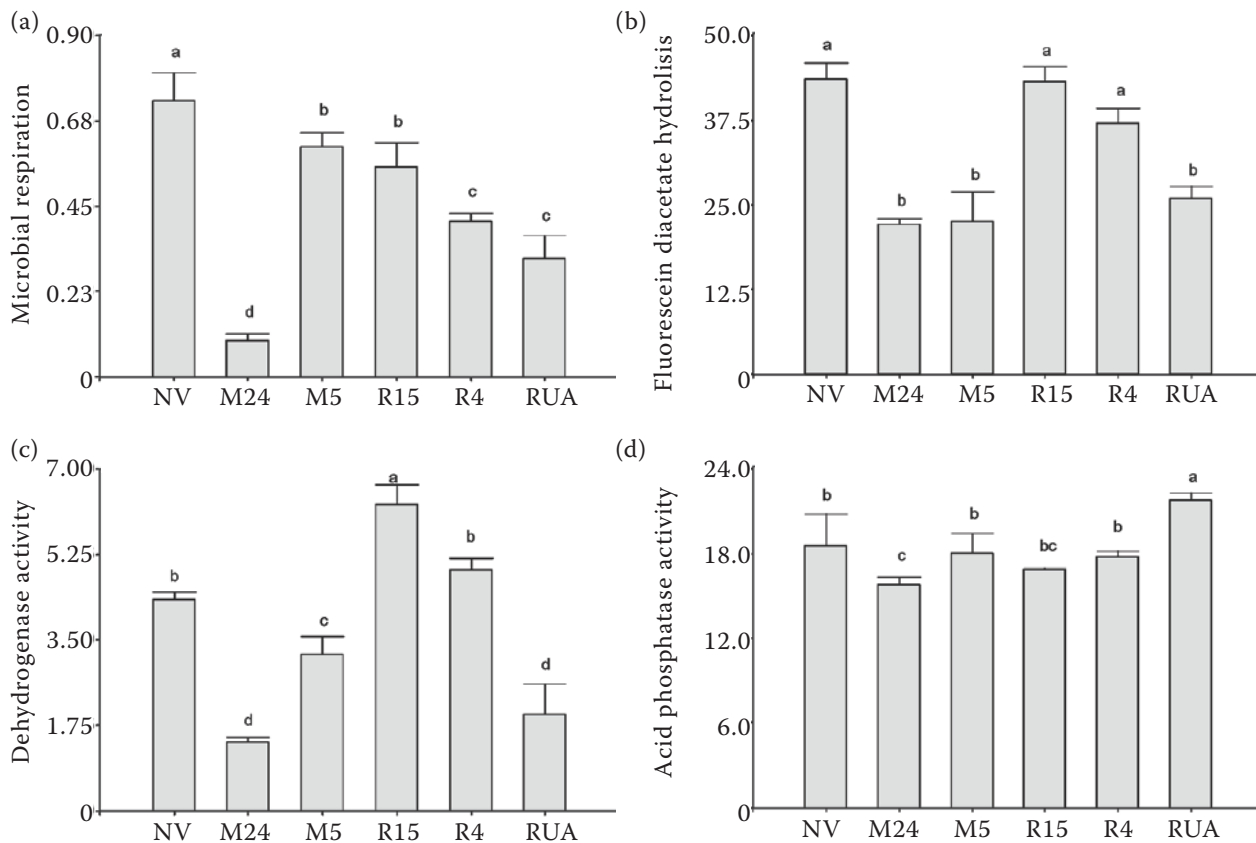 (a)
Microbial respiration
0.90
0.68
0.45
0.23
0
a
d
b
b
c
c
NV M24 M5 R15 R4 RUA
(b)
Fluorescein diacetate hydrolisis
50.0
37.5
25.0
12.5
0
a
b
b
a
a
b
NV M24 M5 R15 R4 RUA
(c)
Dehydrogenase activity
7.00
5.25
3.50
1.75
0
b
d
c
a
b
d
NV M24 M5 R15 R4 RUA
(d)
Acid phosphatase activity
24.0
18.0
12.0
6.0
0
b
c
b
bc
b
a
NV M24 M5 R15 R4 RUA